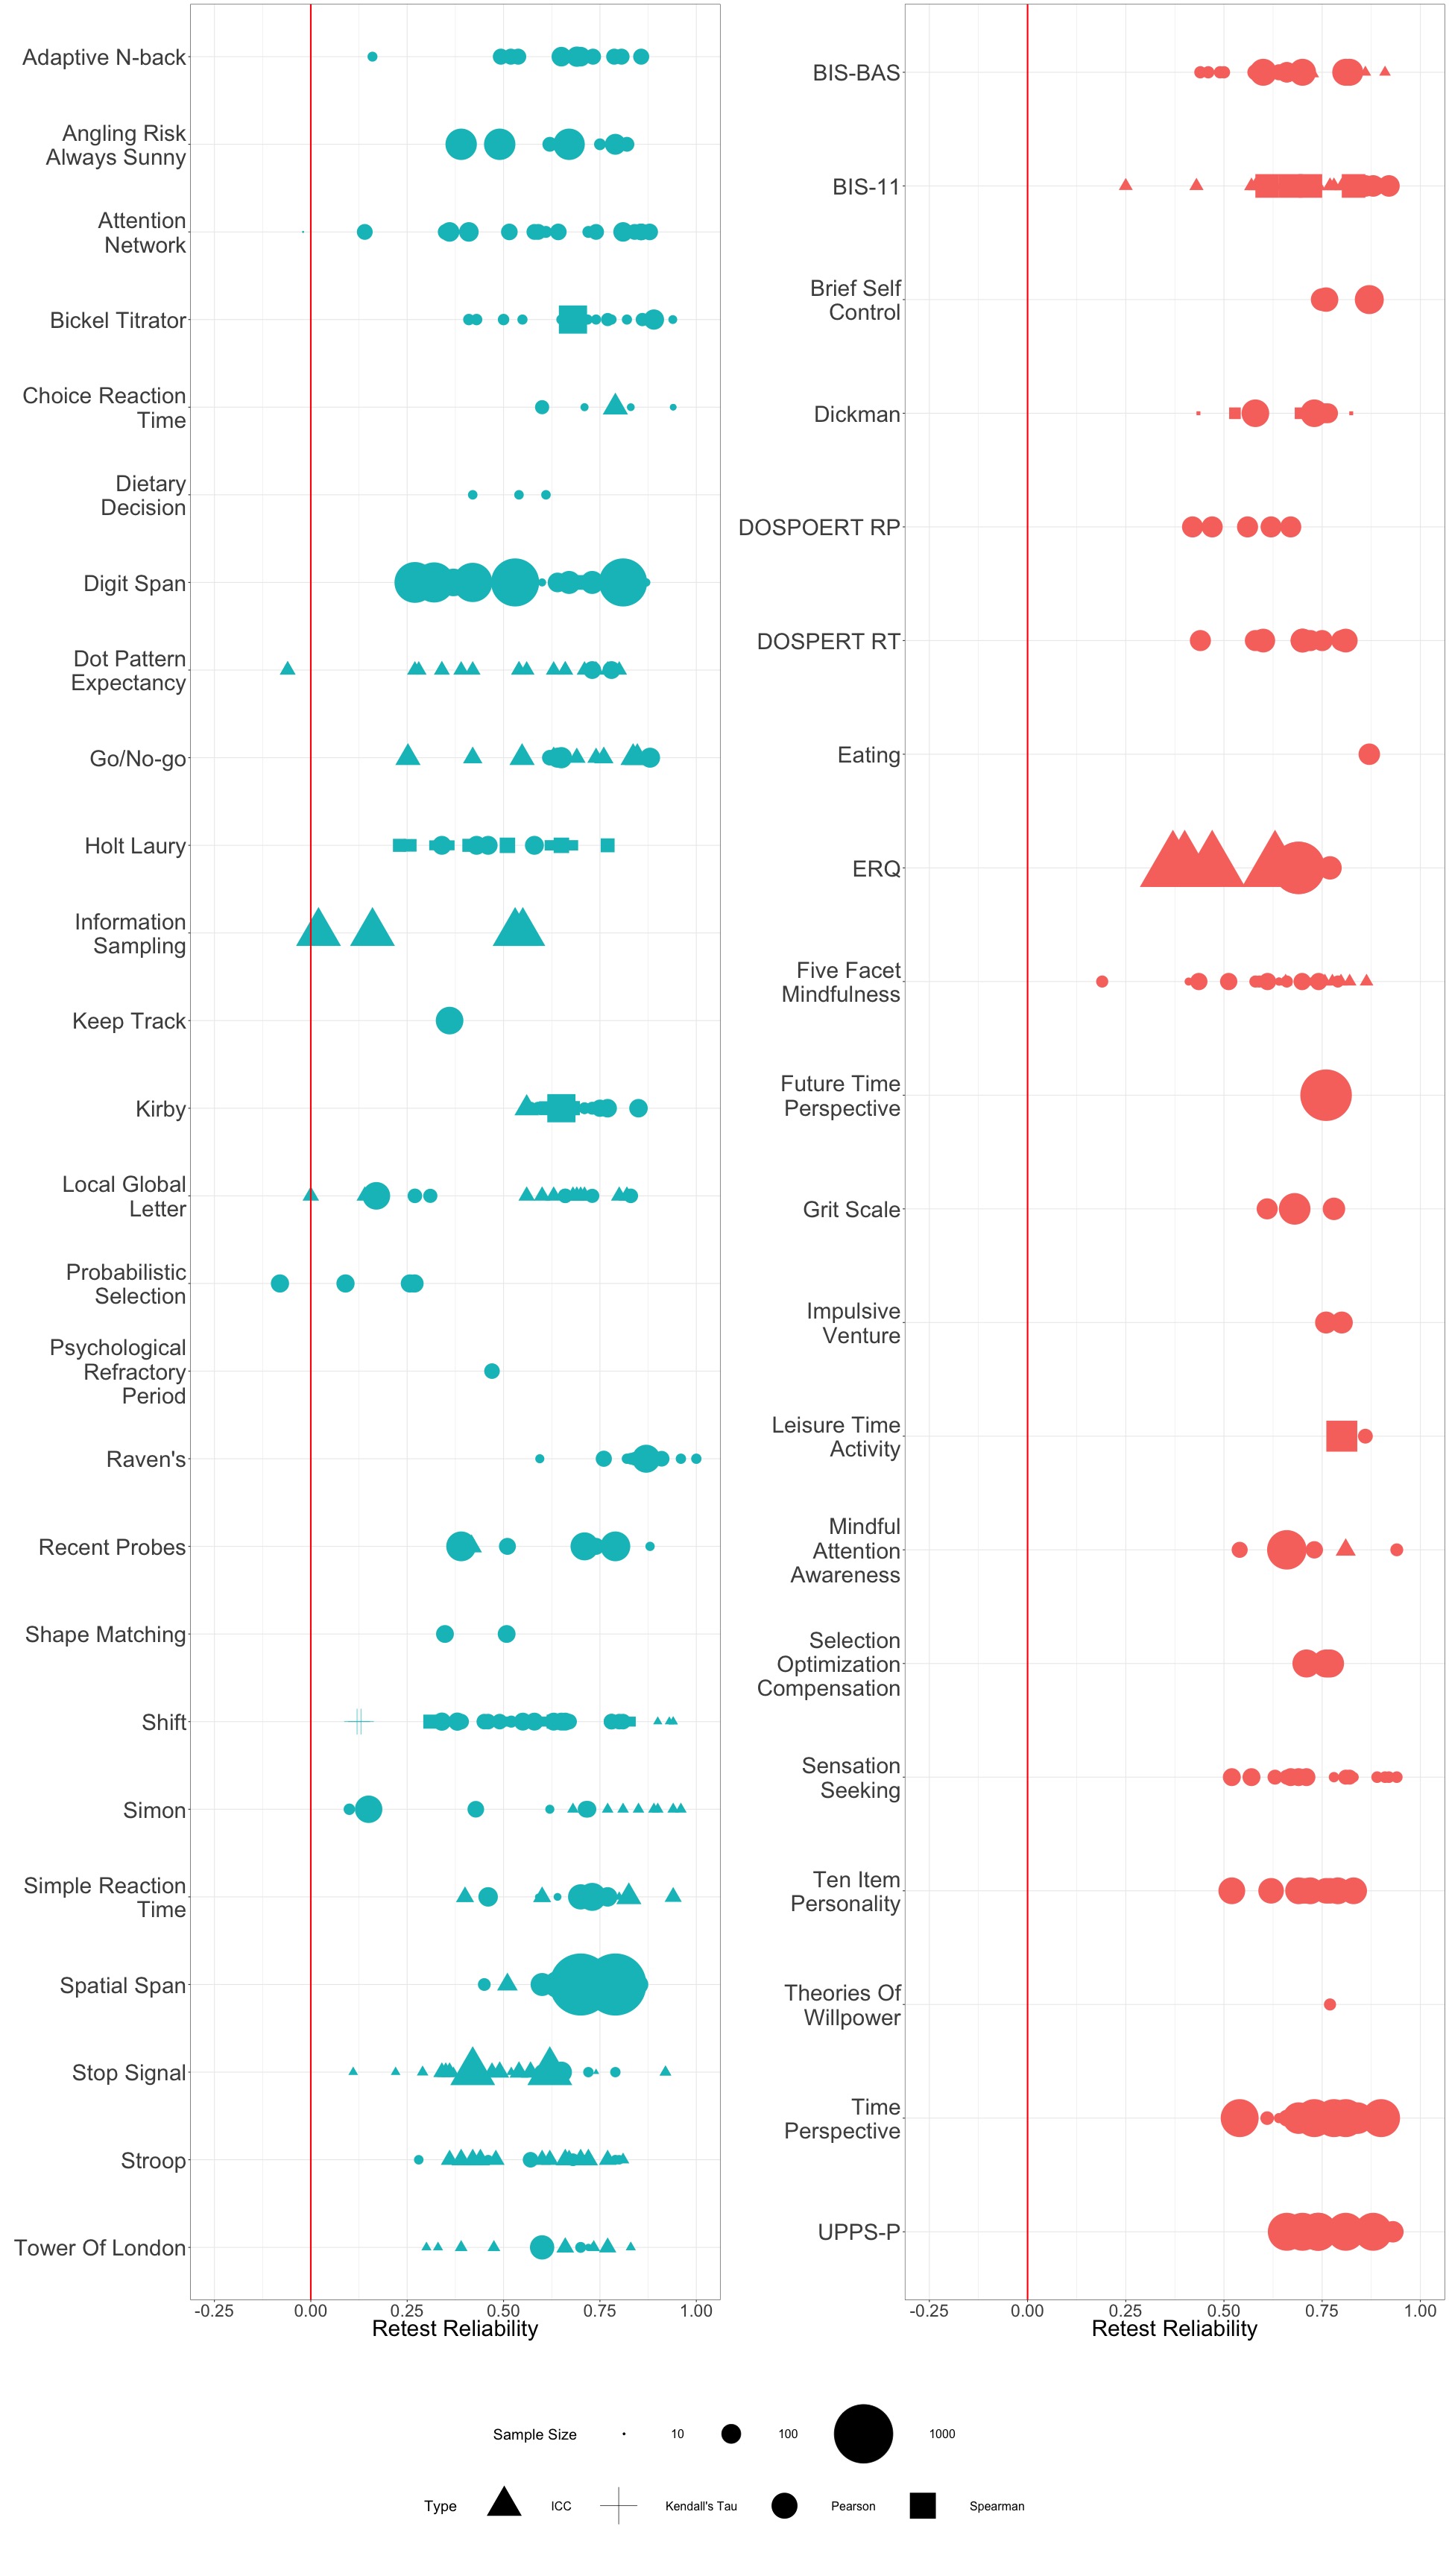 Adaptive N-back
Angling Risk
Always Sunny
Attention
Network
Bickel Titrator
Choice Reaction
Time
Dietary
Decision
Digit Span
Dot Pattern
Expectancy
Go/No-go
Holt Laury
Information
Sampling
Keep Track
Kirby
Local Global
Letter
Probabilistic
Selection
Psychological
Refractory
Period
Raven's
Recent Probes
Shape Matching
Shift
Simon
Simple Reaction
Time
Spatial Span
Stop Signal
Stroop
Tower Of London
-0.25 0.00 0.25 0.50 0.75 1.00
Retest Reliability
BIS-BAS
BIS-11
Brief Self
Control
Dickman
DOSPOERT RP
DOSPERT RT
Eating
ERQ
Five Facet
Mindfulness
Future Time
Perspective
Grit Scale
Impulsive
Venture
Leisure Time
Activity
Mindful
Attention
Awareness
Selection
Optimization
Compensation
Sensation
Seeking
Ten Item
Personality
Theories Of
Willpower
Time
Perspective
UPPS-P
-0.25 0.00 0.25 0.50 0.75 1.00
Retest Reliability
Sample Size 10 100 1000
Type ICC Kendall's Tau Pearson Spearman